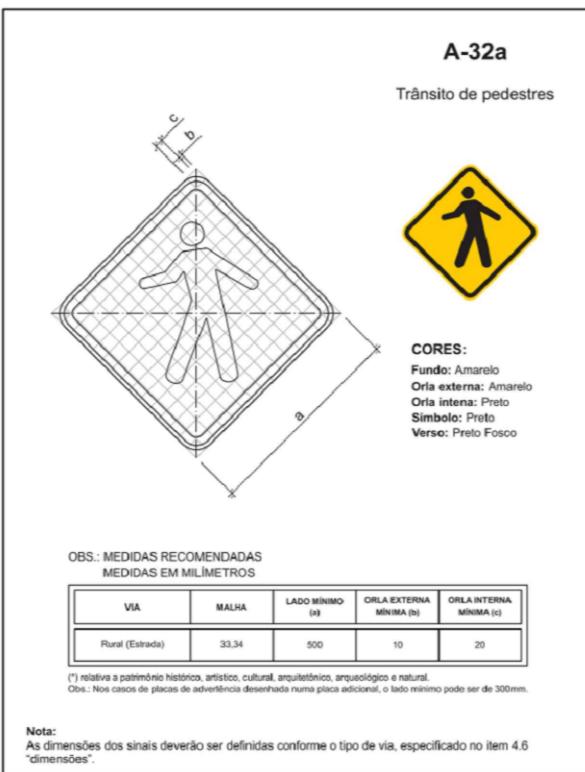 A-32a
Trânsito de pedestres
c
b
a
CORES:
Fundo: Amarelo
Orla externa: Amarelo
Orla intena: Preto
Símbolo: Preto
Verso: Preto Fosco
OBS.: MEDIDAS RECOMENDADAS
MEDIDAS EM MILÍMETROS
VIA MALHA LADO MÍNIMO (a) ORLA EXTERNA MÍNIMA (b) ORLA INTERNA MÍNIMA (c)
Rural (Estrada) 33,34 500 10 20
(*) relativa a patrimônio histórico, artístico, cultural, arquitetônico, arqueológico e natural.
Obs.: Nos casos de placas de advertência desenhada numa placa adicional, o lado mínimo pode ser de 300mm.
Nota:
As dimensões dos sinais deverão ser definidas conforme o tipo de via, especificado no item 4.6
"dimensões".